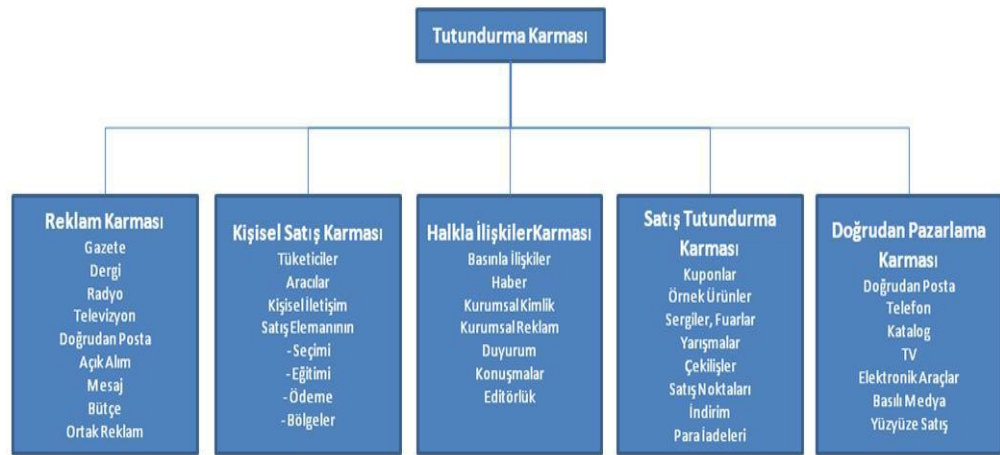 Tutundurma Karması
Reklam Karması
Gazete
Dergi
Radyo
Televizyon
Doğrudan Posta
Açık Alım
Mesaj
Bütçe
Ortak Reklam
Kişisel Satış Karması
Tüketiciler
Aracılar
Kişisel İletişim
Satış Elemanının
-Seçimi
-Eğitimi
-Ödeme
-Bölgeler
Halkla İlişkilerKarması
Basınla İlişkiler
Haber
Kurumsal Kimlik
Kurumsal Reklam
Duyurum
Konuşmalar
Editörlük
Satış Tutundurma
Karması
Kuponlar
Örnek Ürünler
Sergiler, Fuarlar
Yarışmalar
Çekilişler
Satış Noktaları
İndirim
Para İadeleri
Doğrudan Pazarlama
Karması
Doğrudan Posta
Telefon
Katalog
TV
Elektronik Araçlar
Basılı Medya
Yüzyüze Satış